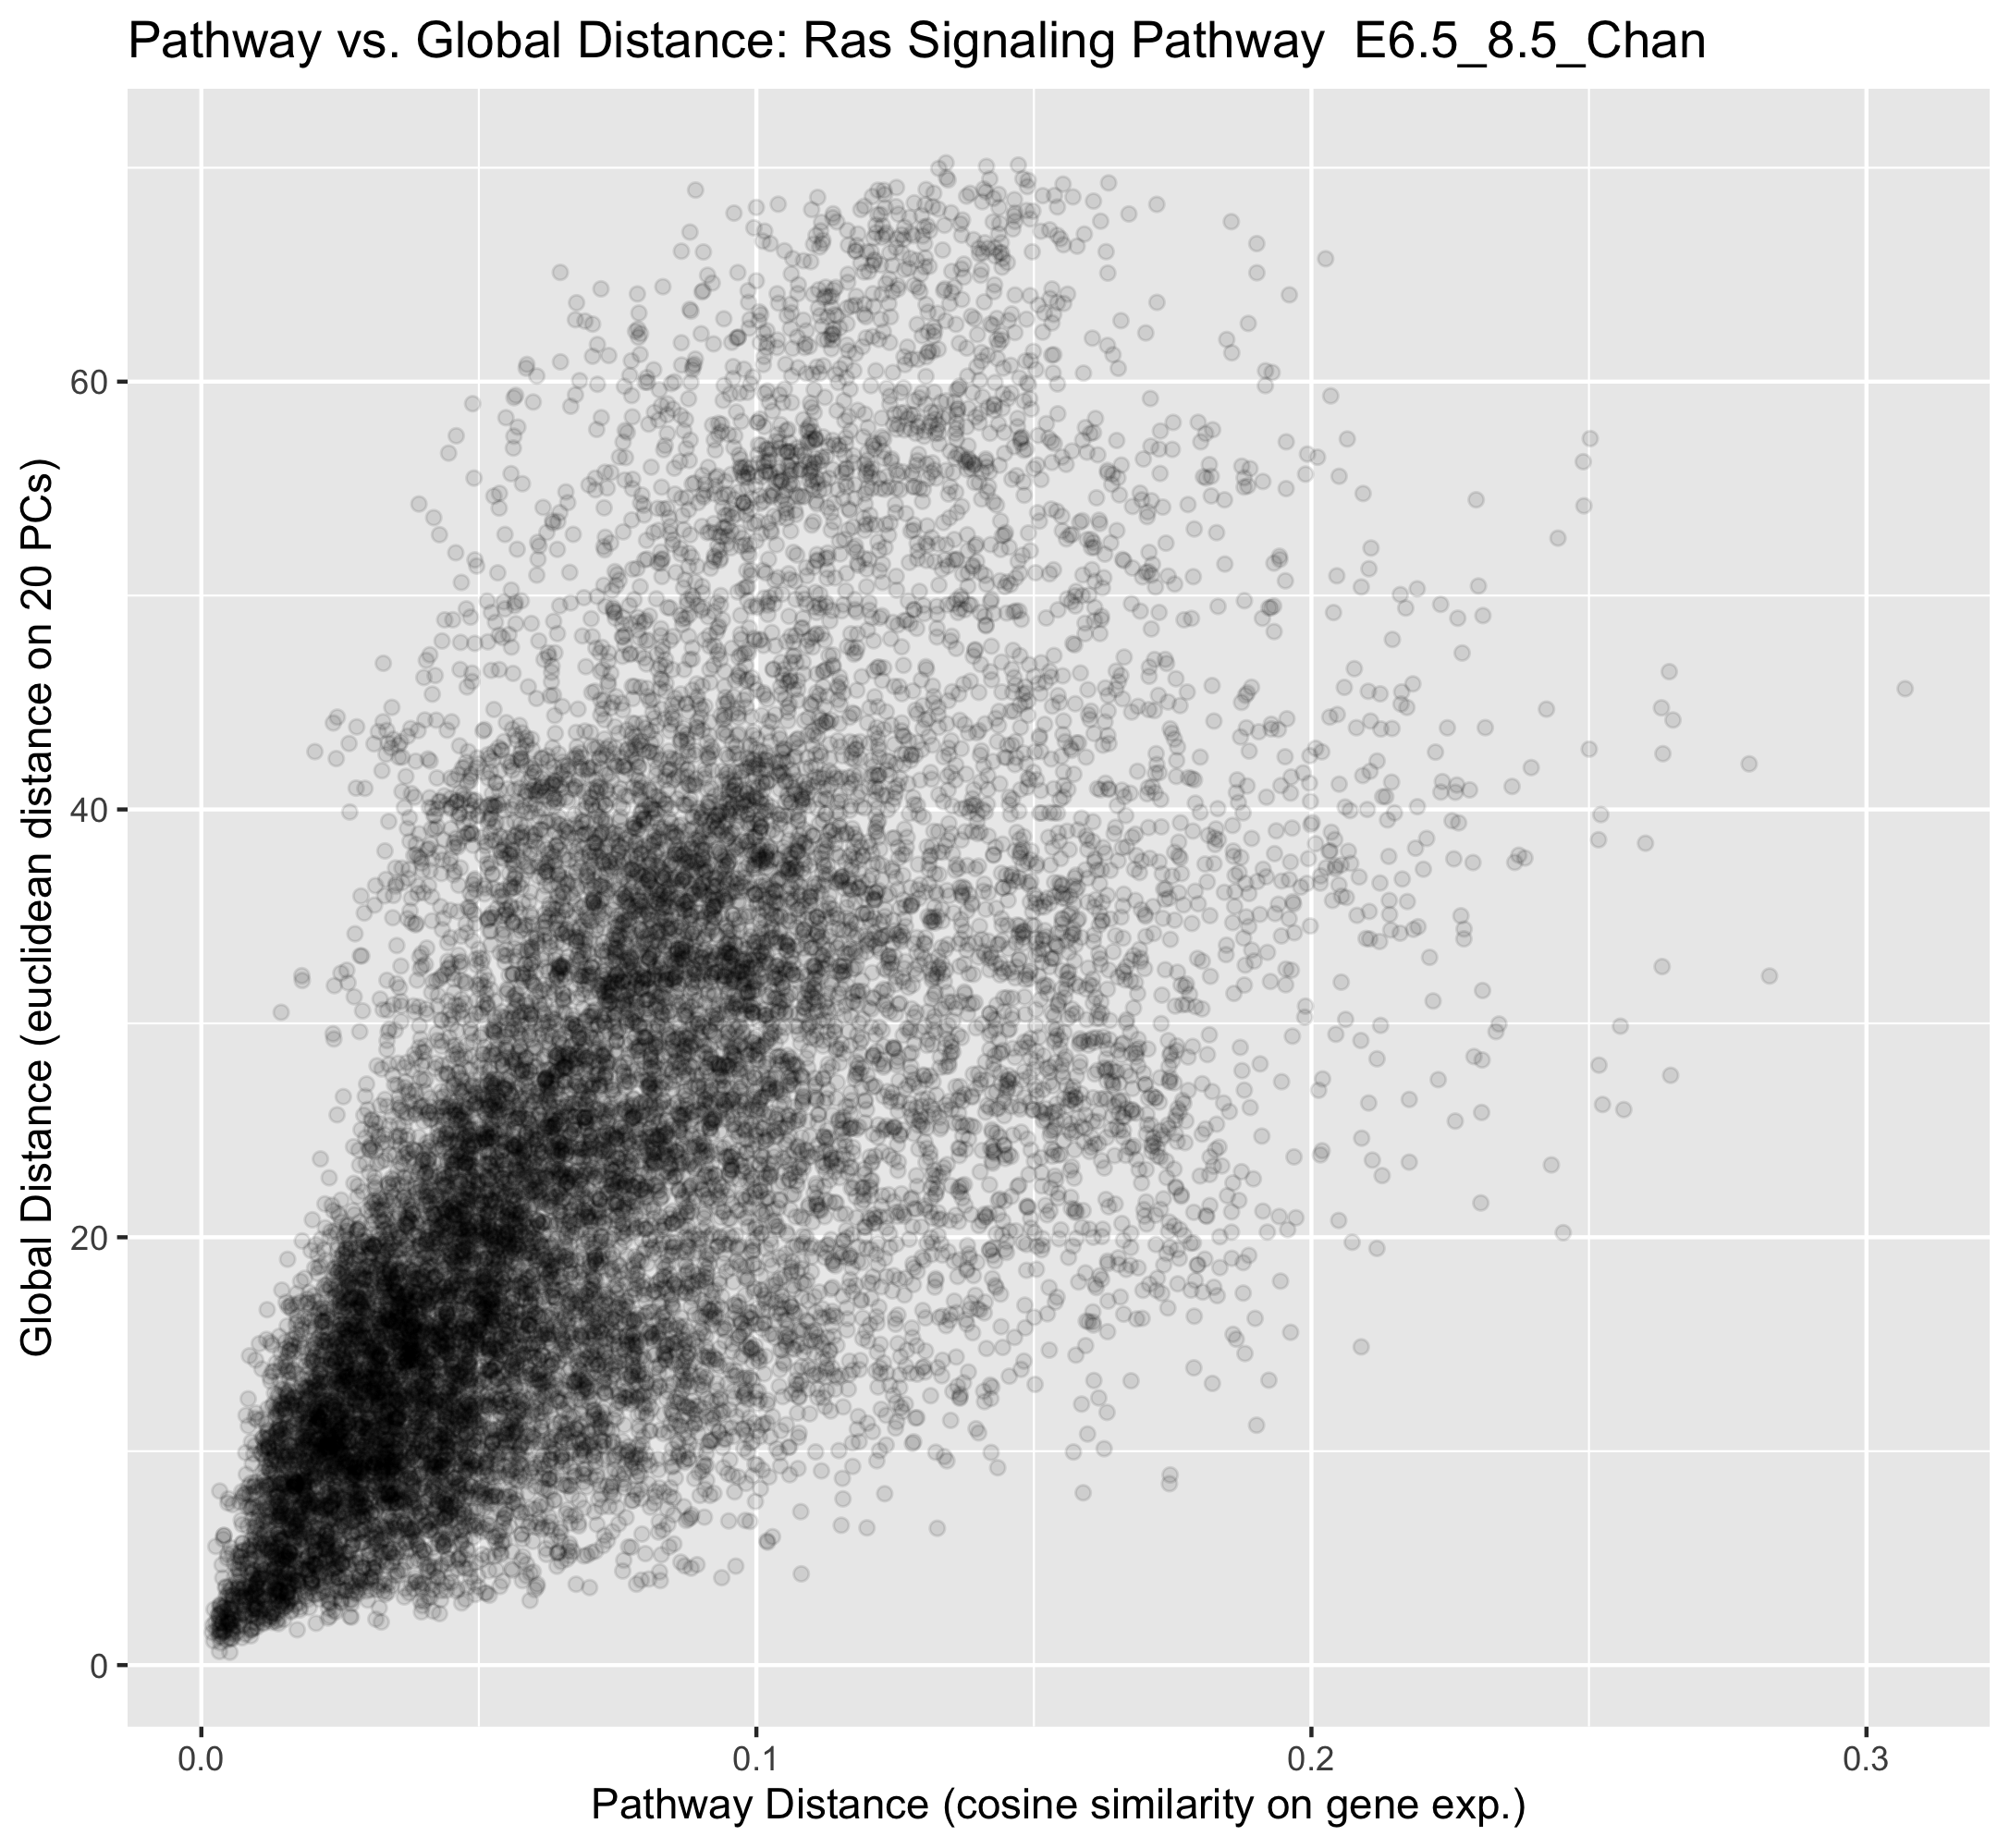 Pathway vs. Global Distance: Ras Signaling Pathway  E6.5_8.5_Chan
Global Distance (euclidean distance on 20 PCs)
60
40
20
0
0.0
0.1
0.2
0.3
Pathway Distance (cosine similarity on gene exp.)